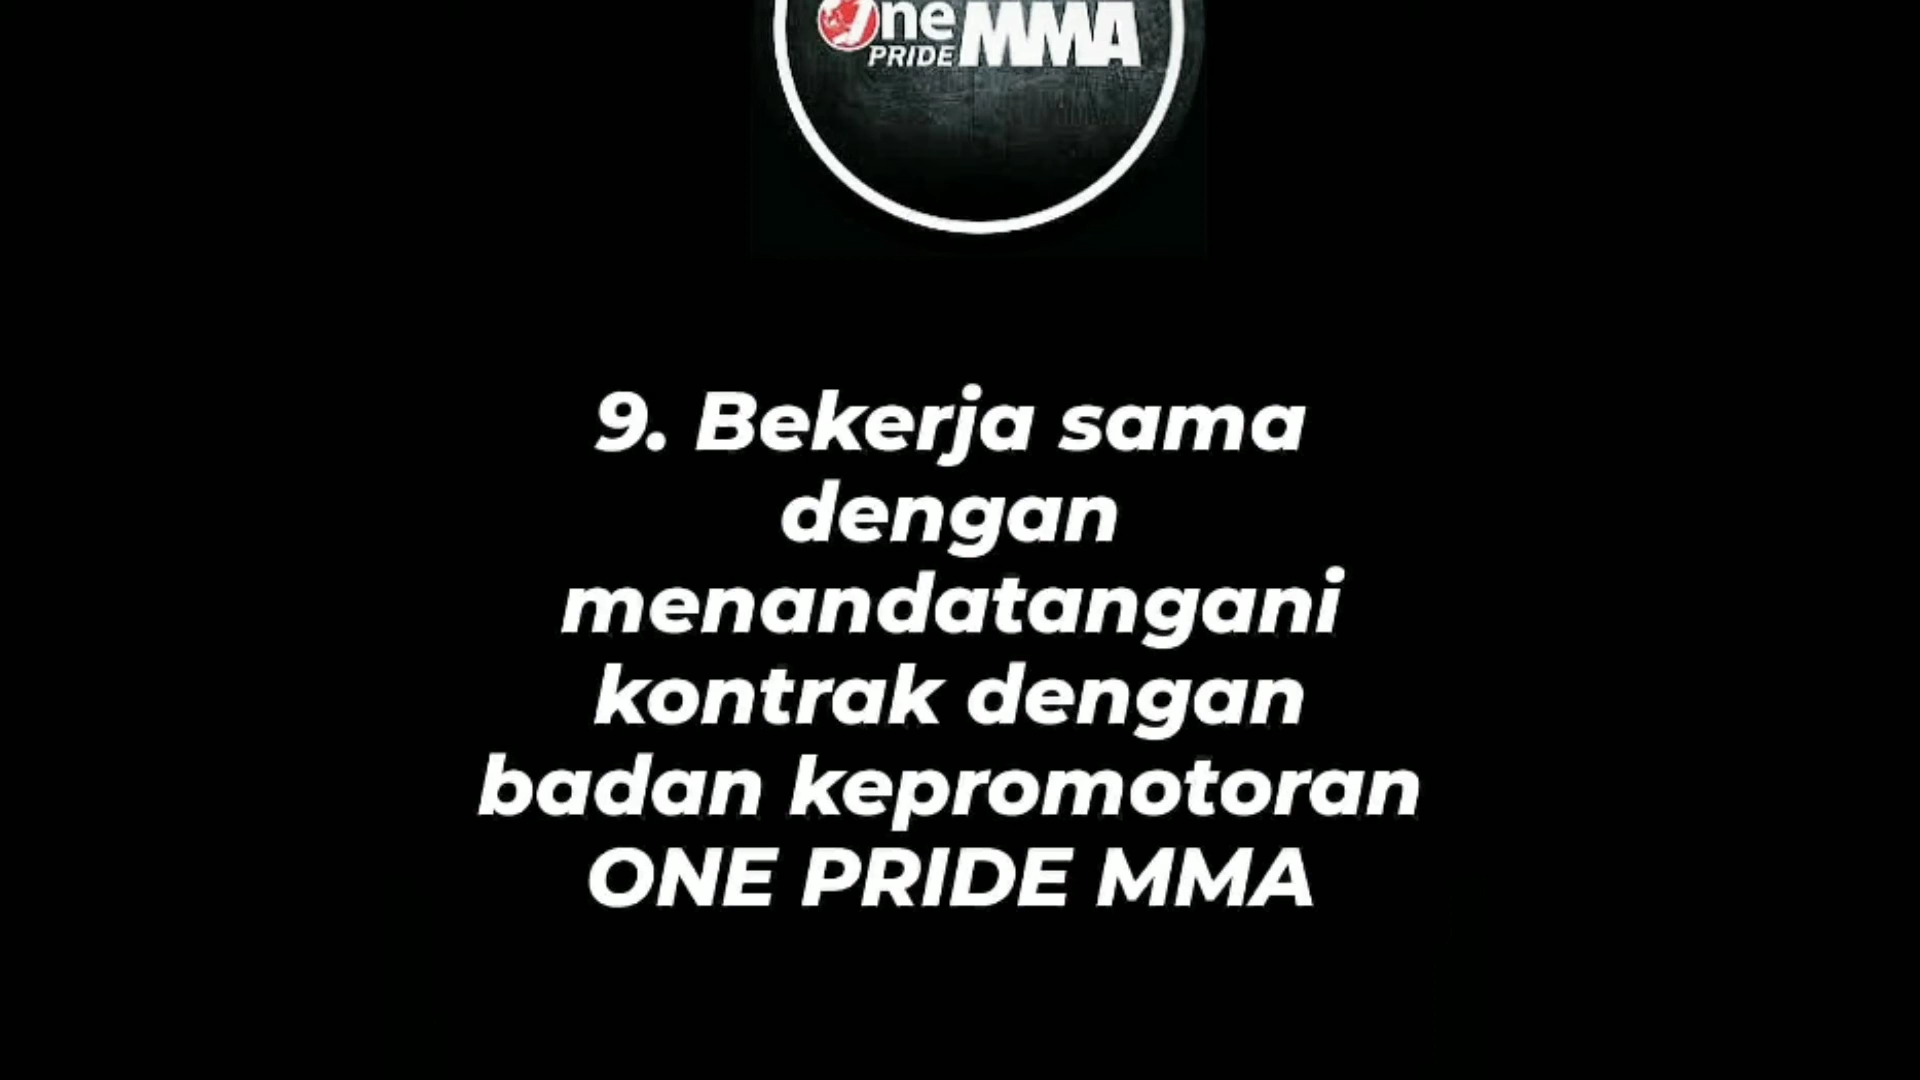 One
PRIDE MMA
9. Bekerja sama
dengan
menandatangani
kontrak dengan
badan kepromotoran
ONE PRIDE MMA